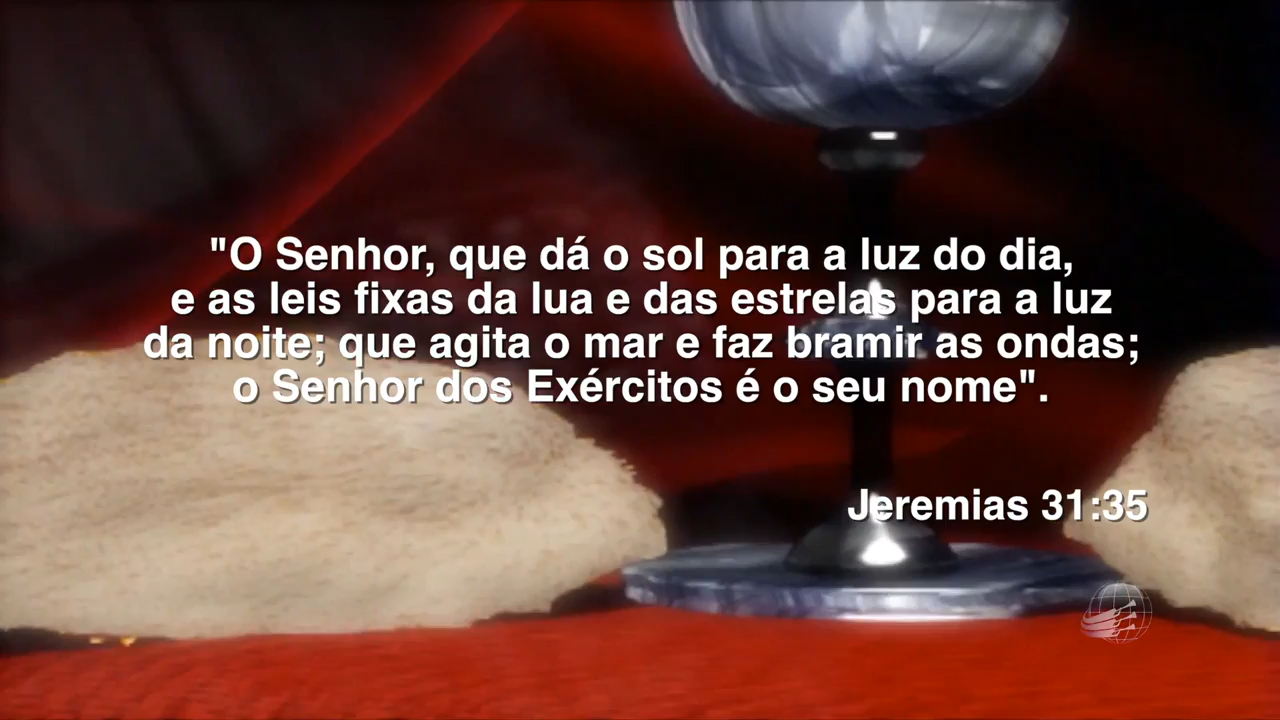 "O Senhor, que dá o sol para a luz do dia,
e as leis fixas da lua e das estrelas para a luz
da noite; que agita o mar e faz bramir as ondas;
o Senhor dos Exércitos é o seu nome".
Jeremias 31:35